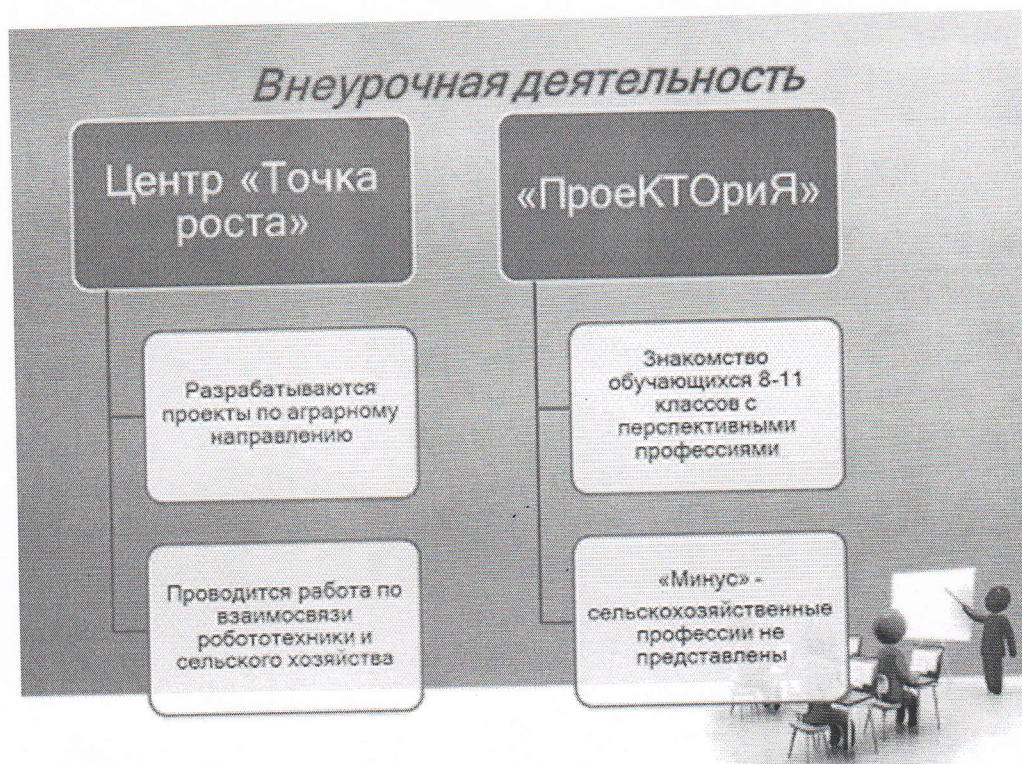 Внеурочная деятельность
Центр «Точка
роста»
Разрабатываются
проекты по аграрному
направлению
Проводится работа по
взаимосвязи
робототехники и
сельского хозяйства
«ПроеКТОриЯ»
Знакомство
обучающихся 8-11
классов с
перспективными
профессиями
«Минус» -
сельскохозяйственные
профессии не
представлены